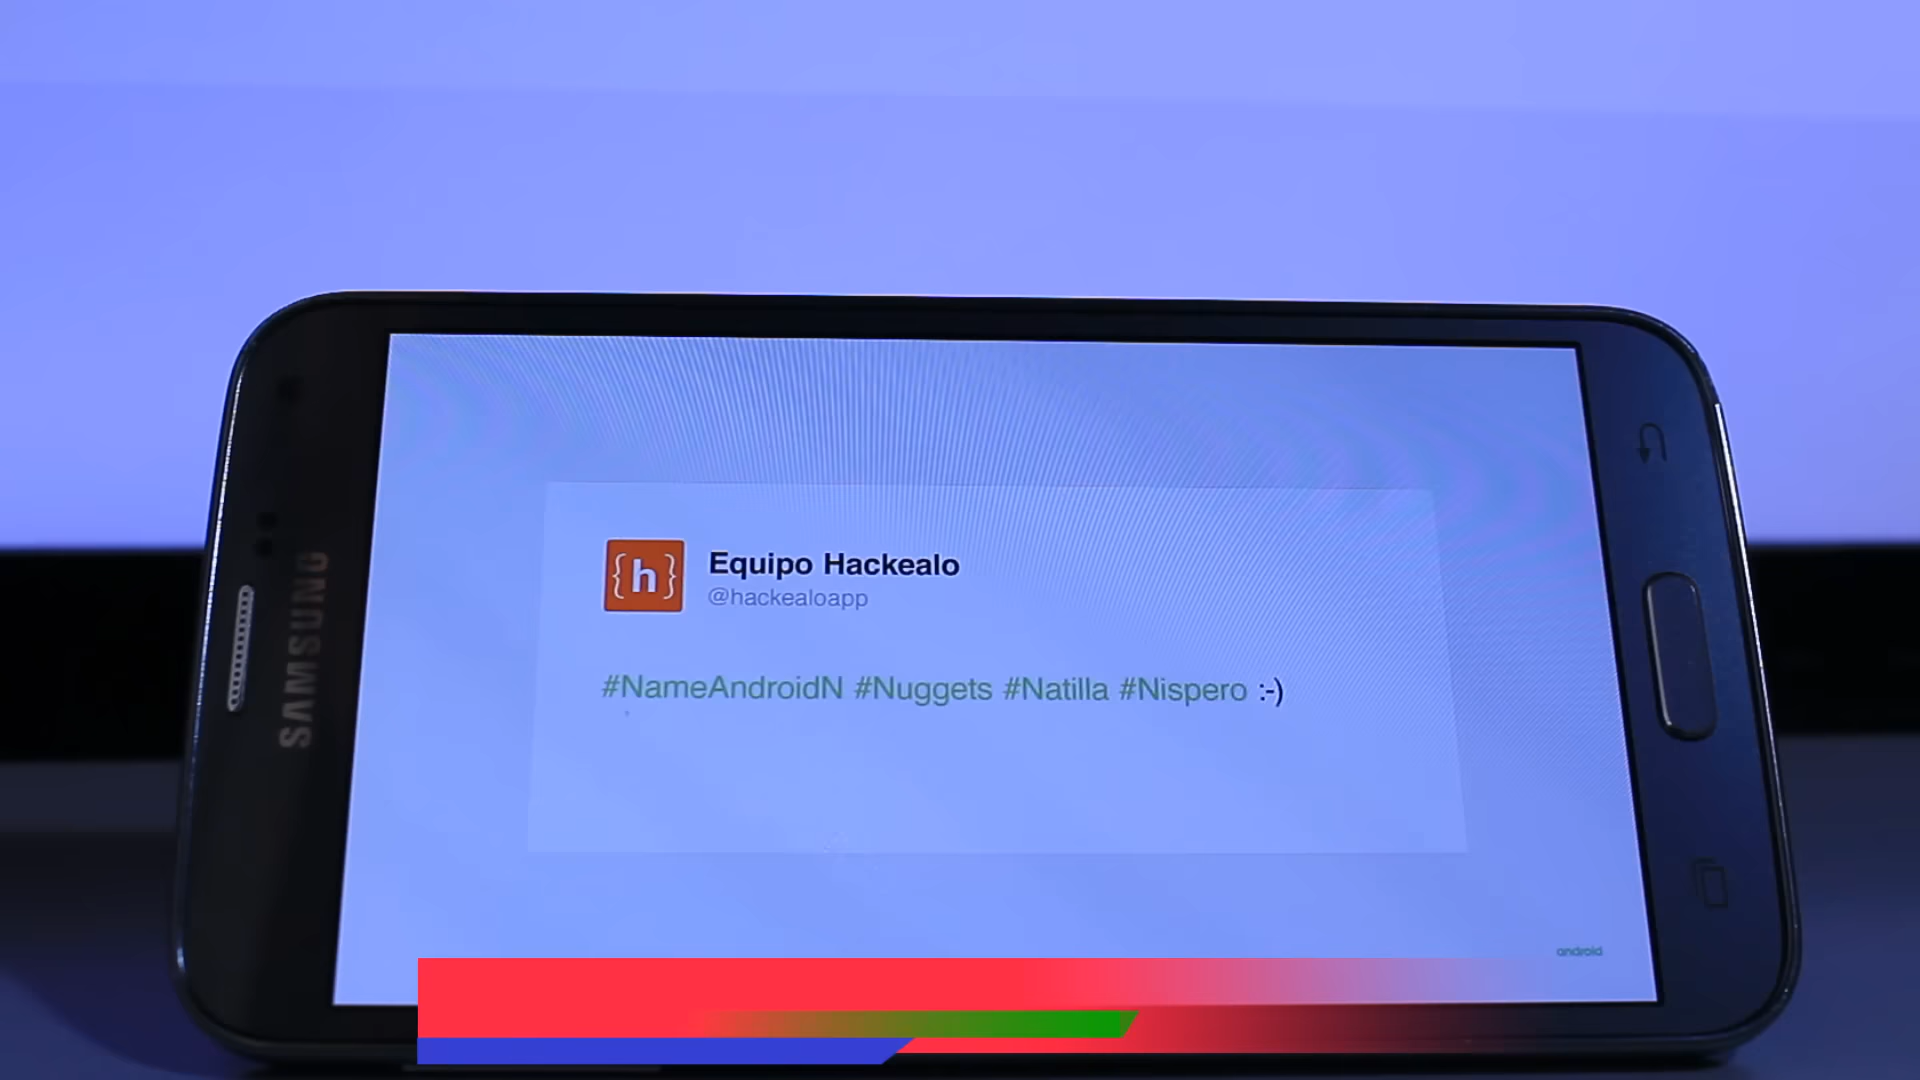 SAMSUNG
{h}
Equipo Hackealo
@hackealoapp
#NameAndroidN #Nuggets #Natilla #Nispero :-)
android